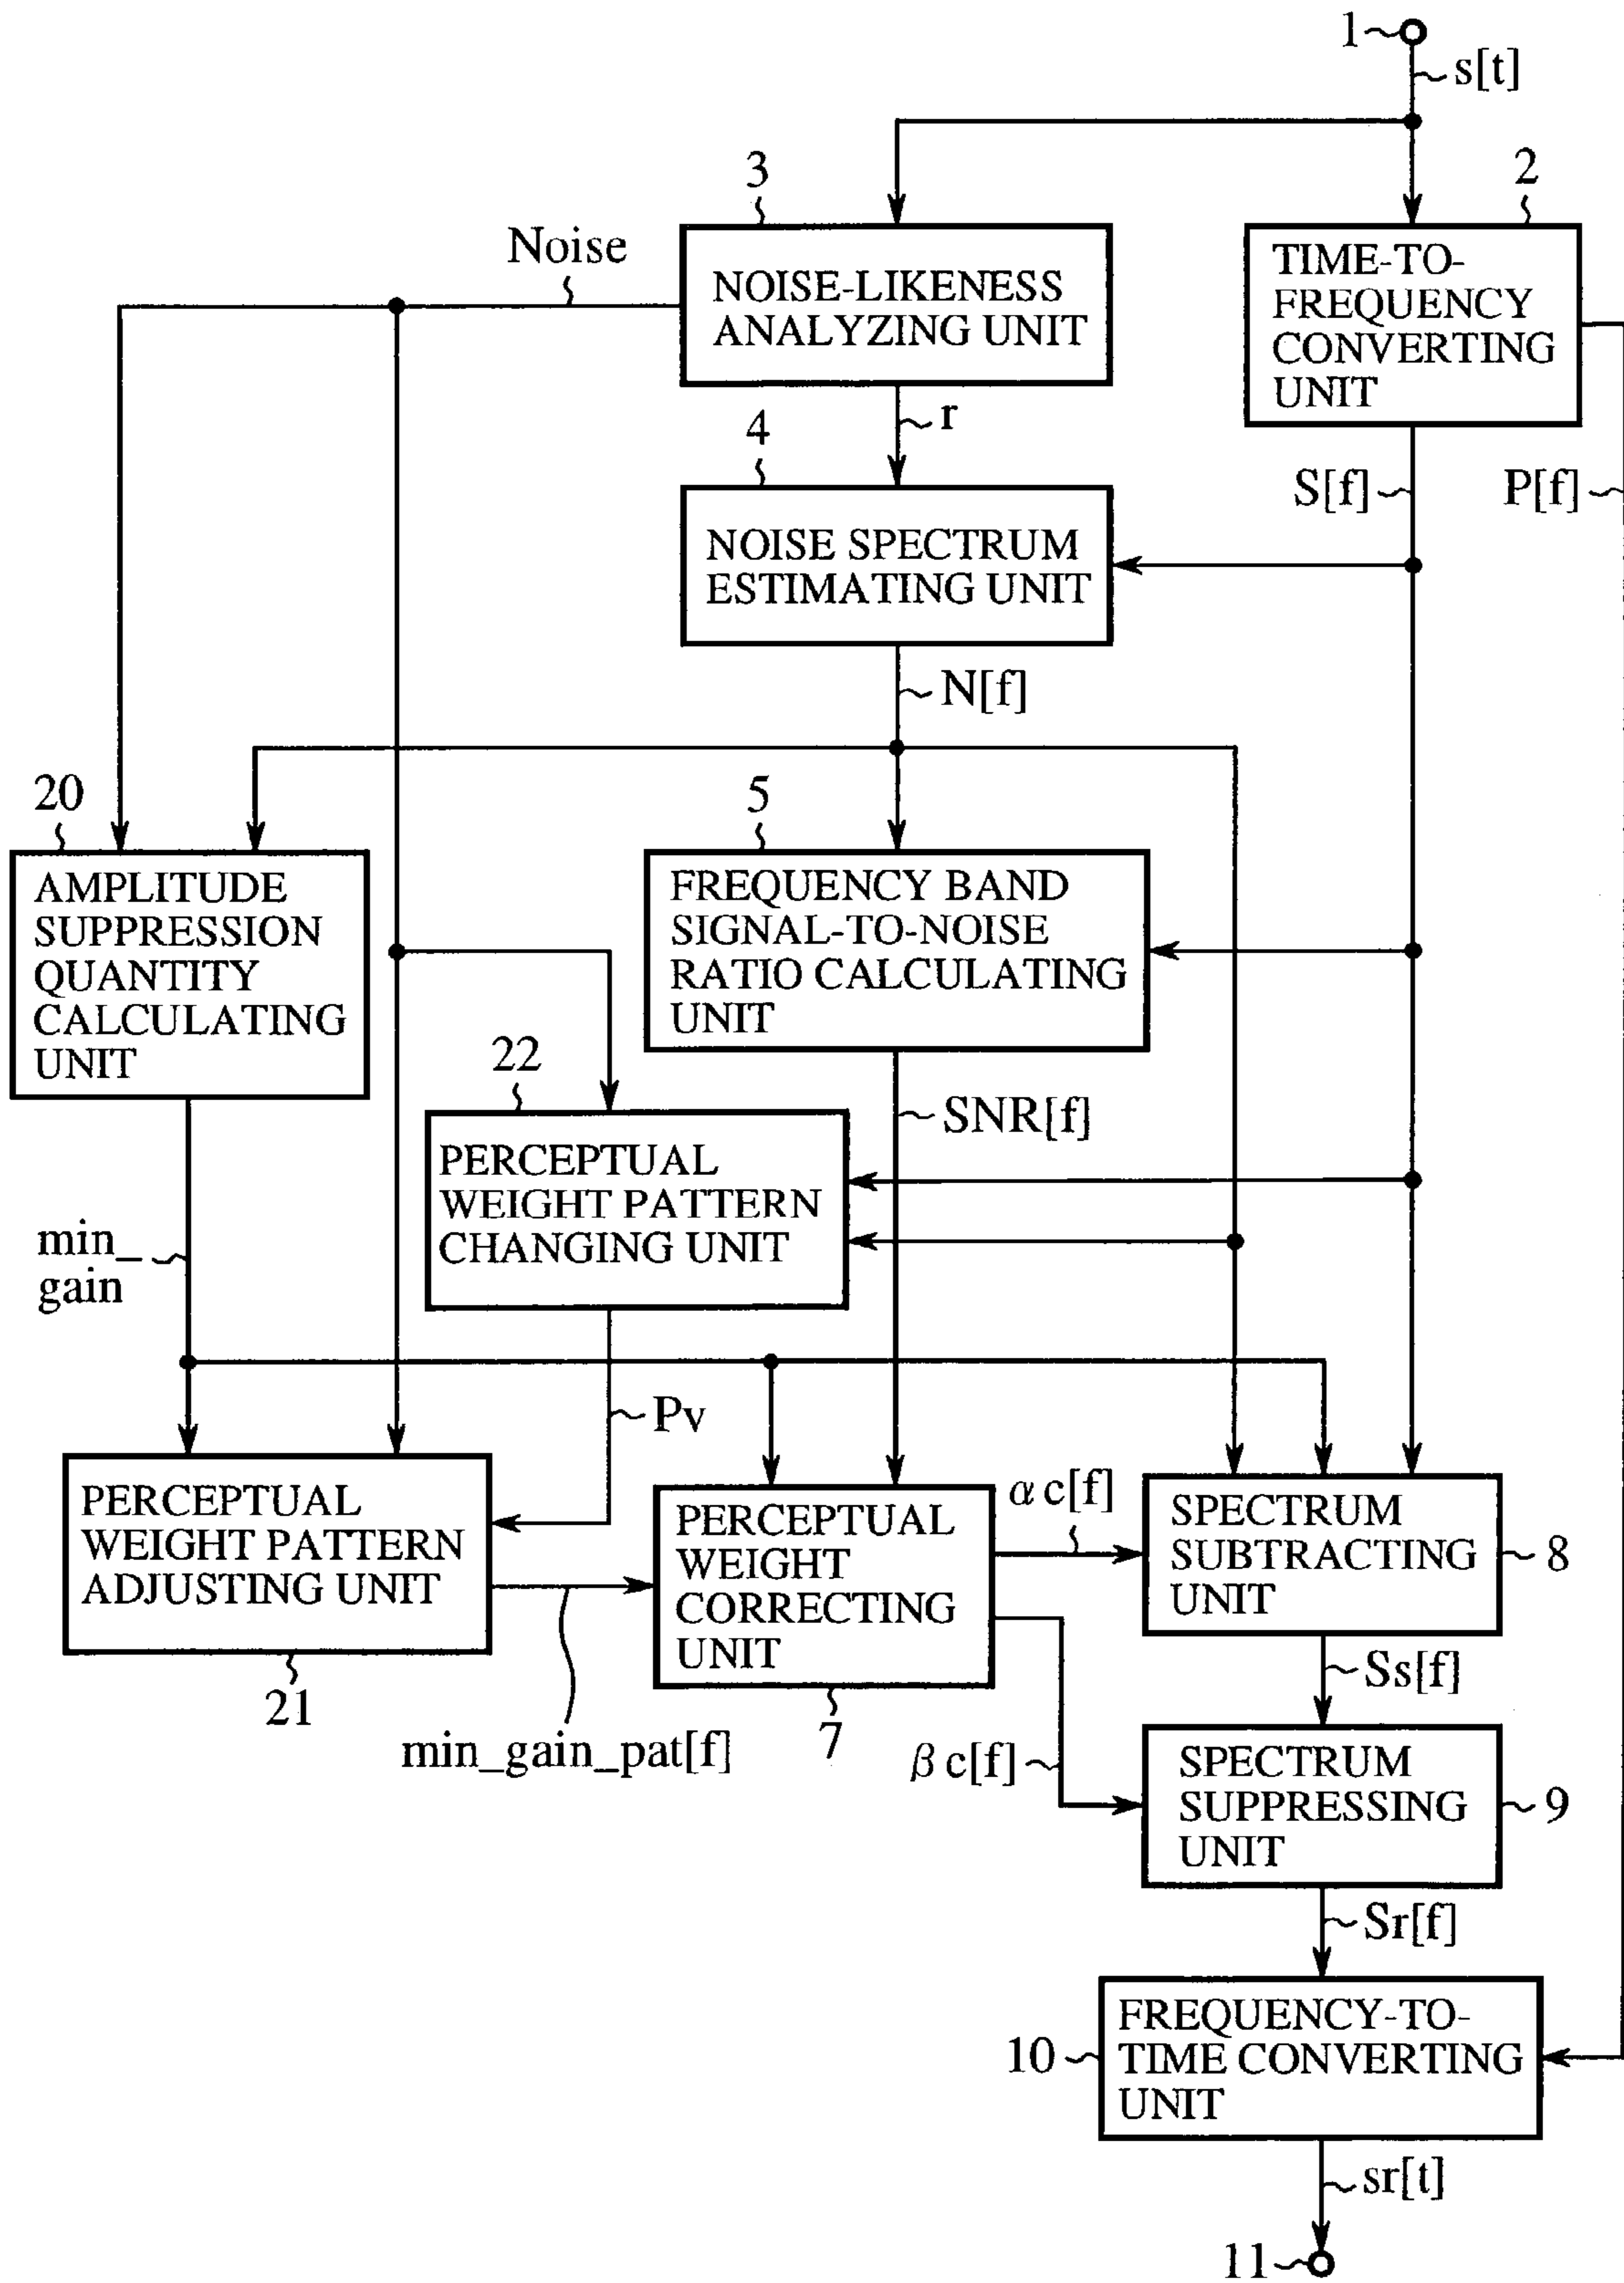 1
s[t]
3
2
Noise
NOISE-LIKENESS
ANALYZING UNIT
TIME-TO-
FREQUENCY
CONVERTING
UNIT
r
4
S[f]
P[f]
NOISE SPECTRUM
ESTIMATING UNIT
N[f]
20
5
AMPLITUDE
SUPPRESSION
QUANTITY
CALCULATING
UNIT
FREQUENCY BAND
SIGNAL-TO-NOISE
RATIO CALCULATING
UNIT
22
SNR[f]
PERCEPTUAL
WEIGHT PATTERN
CHANGING UNIT
min_
gain
Pv
PERCEPTUAL
WEIGHT PATTERN
ADJUSTING UNIT
21
min_gain_pat[f]
PERCEPTUAL
WEIGHT
CORRECTING
UNIT
7
α c[f]
β c[f]
SPECTRUM
SUBTRACTING
UNIT
8
Ss[f]
SPECTRUM
SUPPRESSING
UNIT
9
Sr[f]
10
FREQUENCY-TO-
TIME CONVERTING
UNIT
sr[t]
11